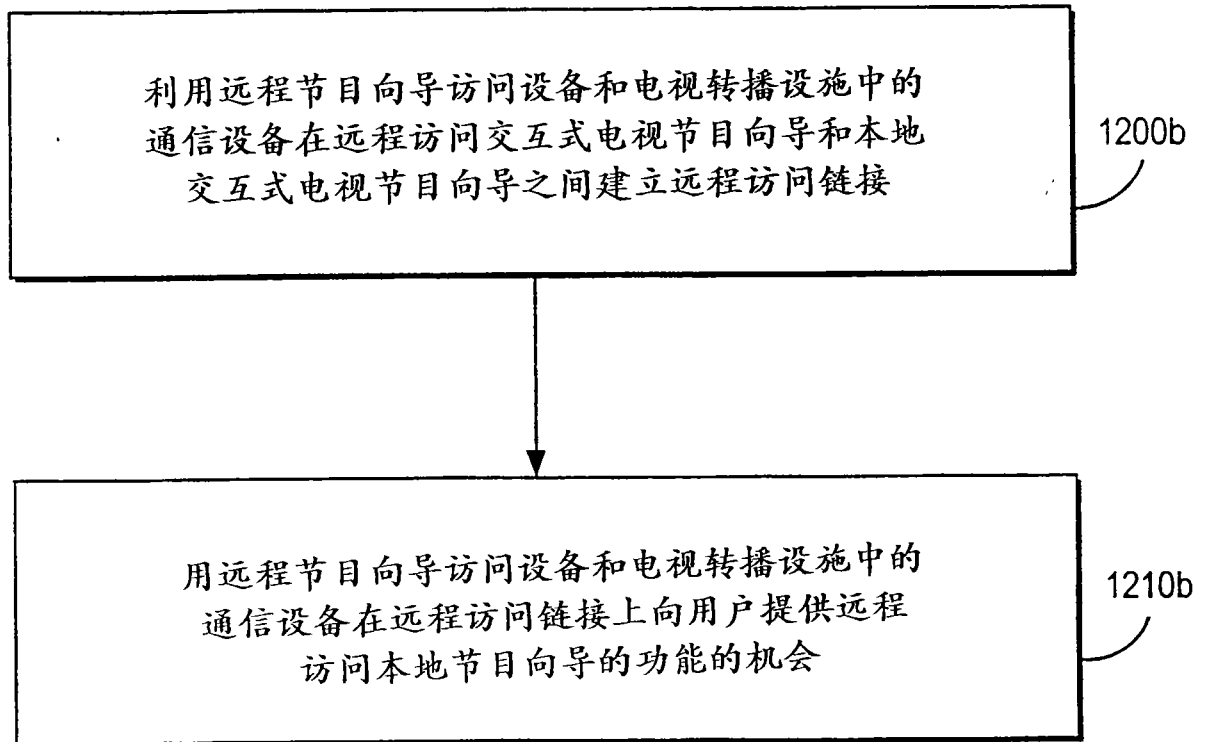 利用远程节目向导访问设备和电视转播设施中的
通信设备在远程访问交互式电视节目向导和本地
交互式电视节目向导之间建立远程访问链接
1200b
用远程节目向导访问设备和电视转播设施中的
通信设备在远程访问链接上向用户提供远程
访问本地节目向导的功能的机会
1210b